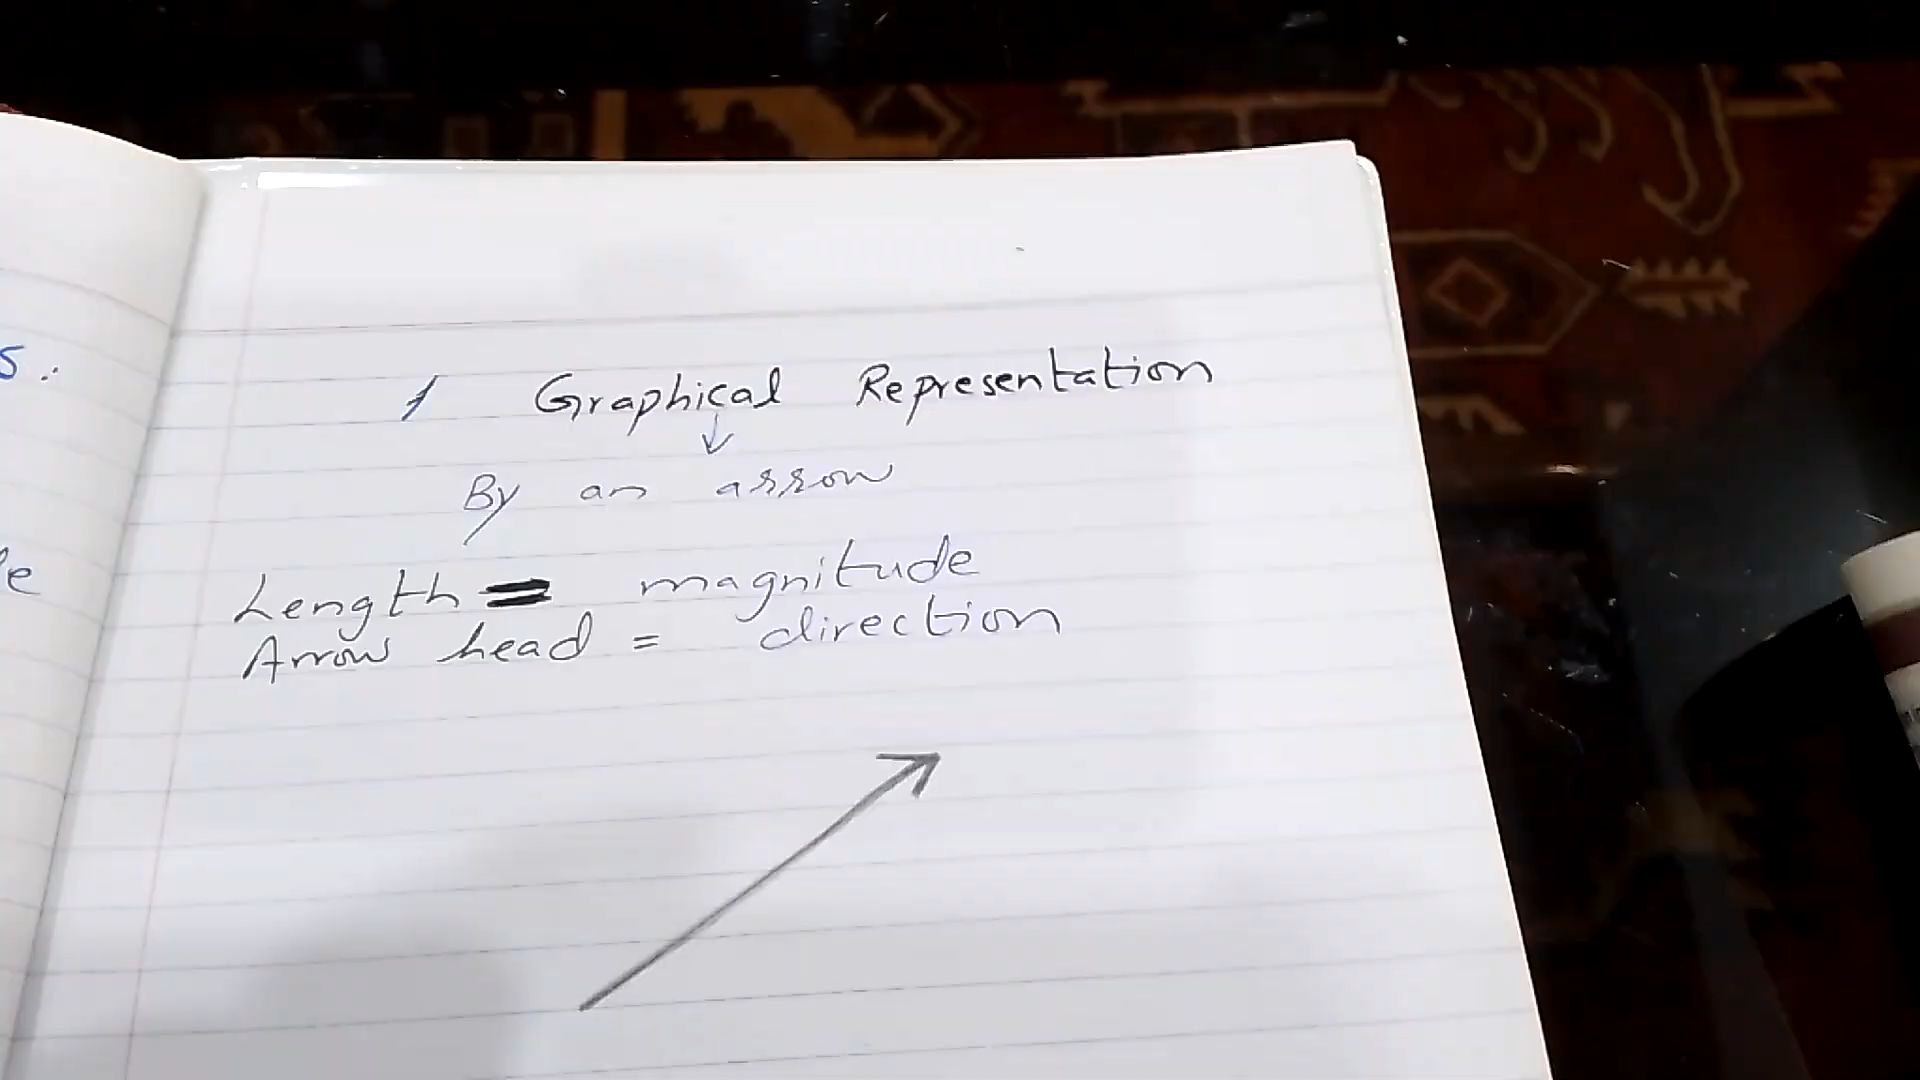 s.
e
1 Graphical Representation
By an arrow
Length = magnitude
Arrow head = direction